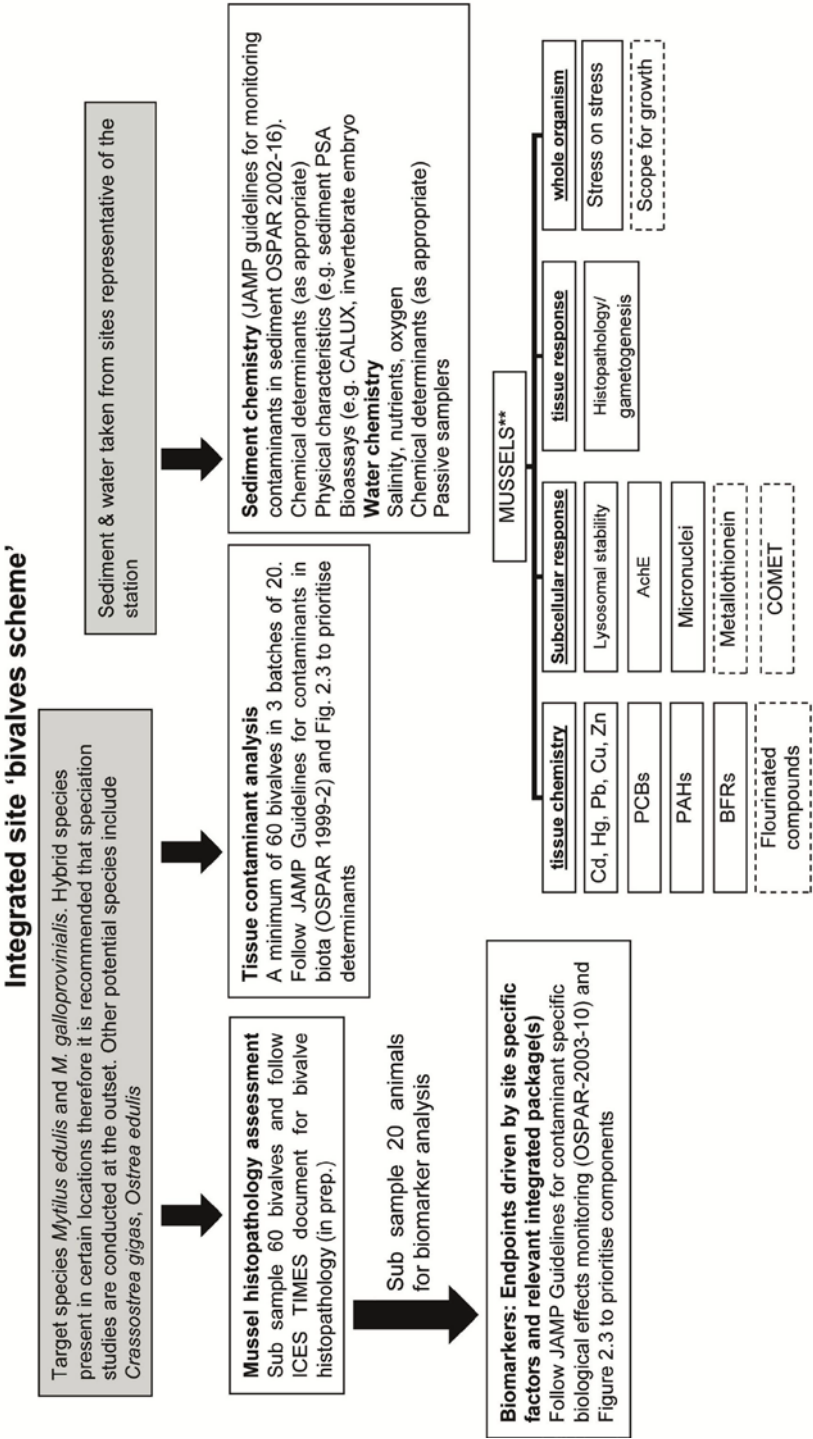 Integrated site ‘bivalves scheme’
Target species Mytilus edulis and M. galloprovinialis. Hybrid species
present in certain locations therefore it is recommended that speciation
studies are conducted at the outset. Other potential species include
Crassostrea gigas, Ostrea edulis
Sediment & water taken from sites representative of the
station
Mussel histopathology assessment
Sub sample 60 bivalves and follow
ICES TIMES document for bivalve
histopathology (in prep.)
Tissue contaminant analysis
A minimum of 60 bivalves in 3 batches of 20.
Follow JAMP Guidelines for contaminants in
biota (OSPAR 1999-2) and Fig. 2.3 to prioritise
determinants
Sediment chemistry (JAMP guidelines for monitoring
contaminants in sediment OSPAR 2002-16).
Chemical determinants (as appropriate)
Physical characteristics (e.g. sediment PSA
Bioassays (e.g. CALUX, invertebrate embryo
Water chemistry
Salinity, nutrients, oxygen
Chemical determinants (as appropriate)
Passive samplers
Sub sample 20 animals
for biomarker analysis
Biomarkers: Endpoints driven by site specific
factors and relevant integrated package(s)
Follow JAMP Guidelines for contaminant specific
biological effects monitoring (OSPAR-2003-10) and
Figure 2.3 to prioritise components
MUSSELS**
tissue chemistry
Cd, Hg, Pb, Cu, Zn
PCBs
PAHs
BFRs
Flourinated
compounds
Subcellular response
Lysosomal stability
AchE
Micronuclei
Metallothionein
COMET
tissue response
Histopathology/
gametogenesis
whole organism
Stress on stress
Scope for growth